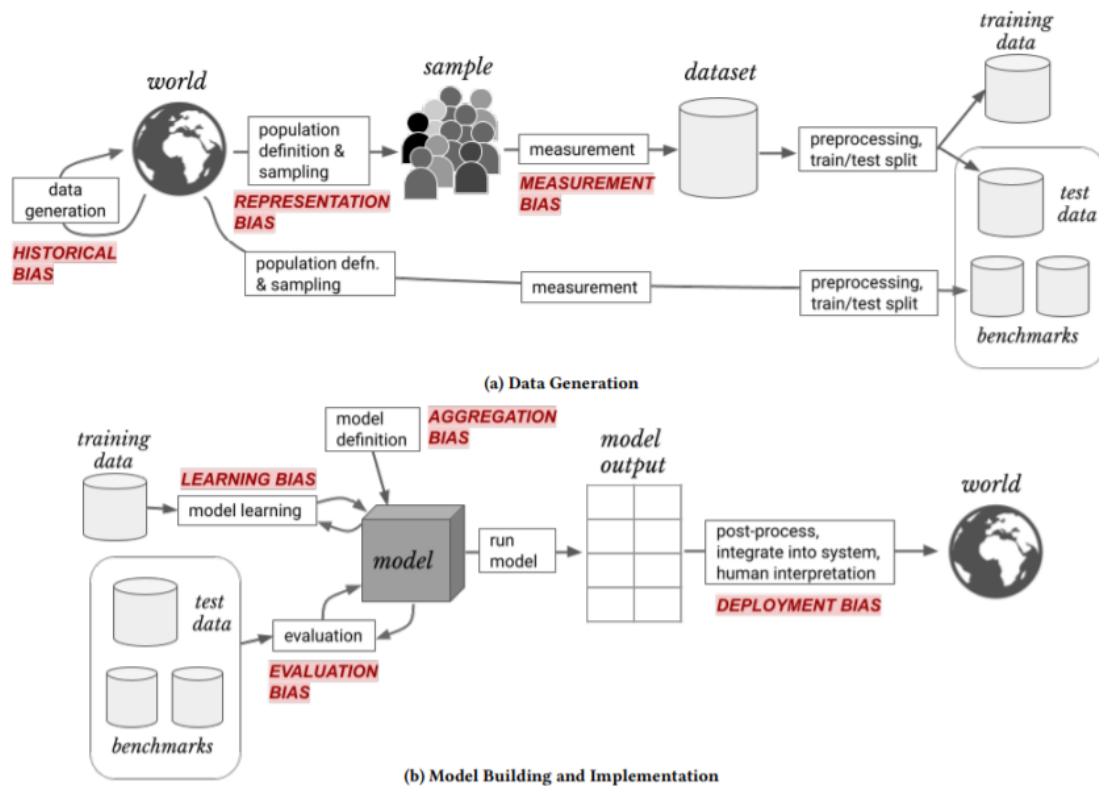 training
data
world
sample
dataset
population
definition &
sampling
measurement
preprocessing,
train/test split
data
generation
REPRESENTATION
BIAS
MEASUREMENT
BIAS
test
data
HISTORICAL
BIAS
population defn.
& sampling
measurement
preprocessing,
train/test split
benchmarks
(a) Data Generation
model
definition
AGGREGATION
BIAS
training
data
LEARNING BIAS
model learning
model
output
world
model
run
model
post-process,
integrate into system,
human interpretation
DEPLOYMENT BIAS
test
data
evaluation
EVALUATION
BIAS
benchmarks
(b) Model Building and Implementation